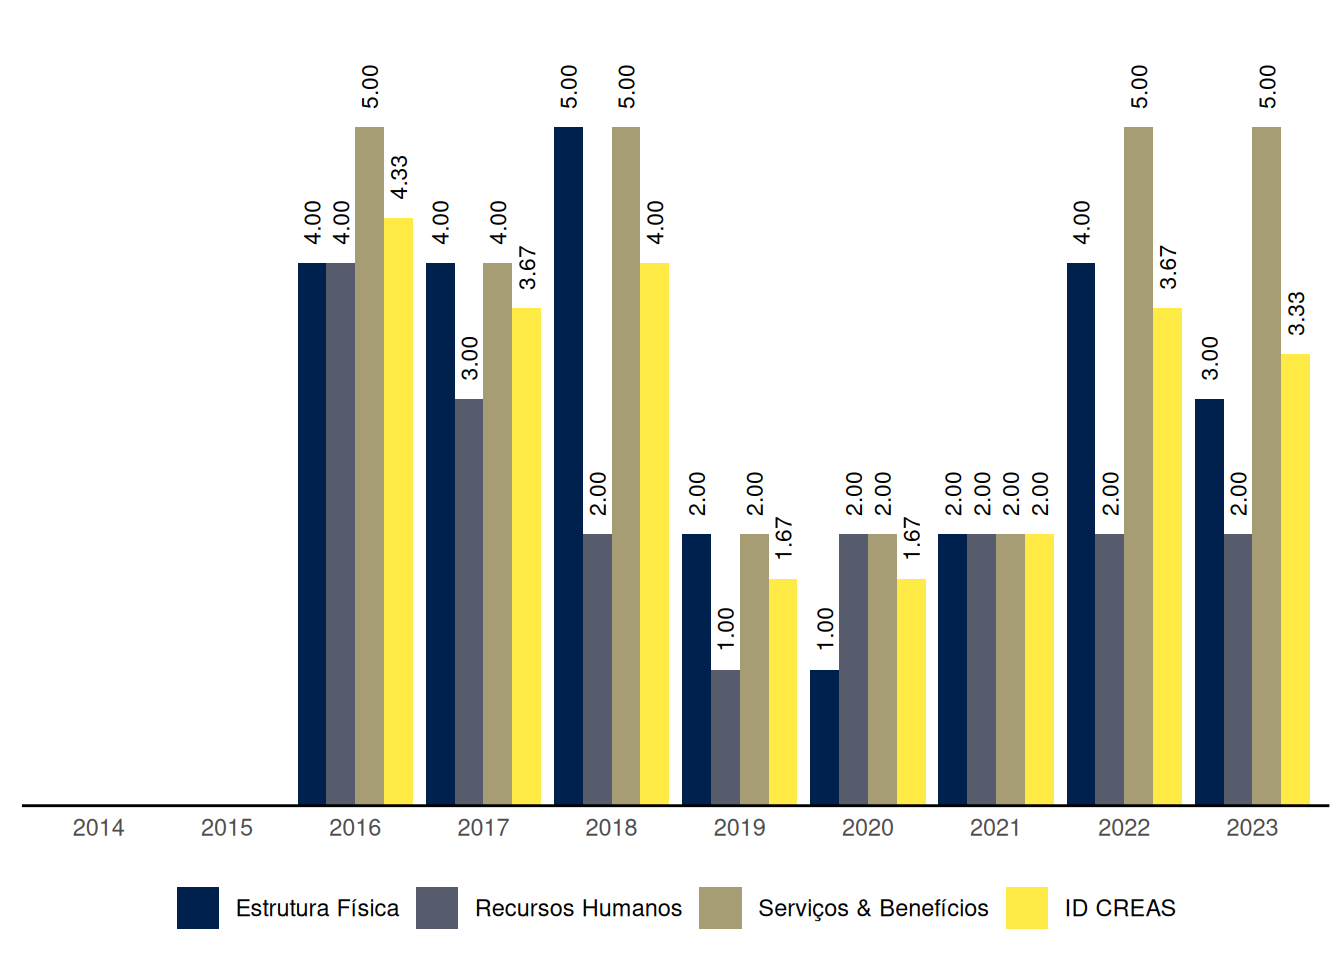 5.00 5.00 5.00 5.00 5.00
4.33
4.00 4.00 4.00 4.00 4.00 4.00
3.67 3.67
3.33
3.00 3.00
2.00 2.00 2.00 2.00 2.00 2.00 2.00 2.00 2.00 2.00
1.67 1.67
1.00 1.00
2014 2015 2016 2017 2018 2019 2020 2021 2022 2023
Estrutura Física Recursos Humanos Serviços & Benefícios ID CREAS